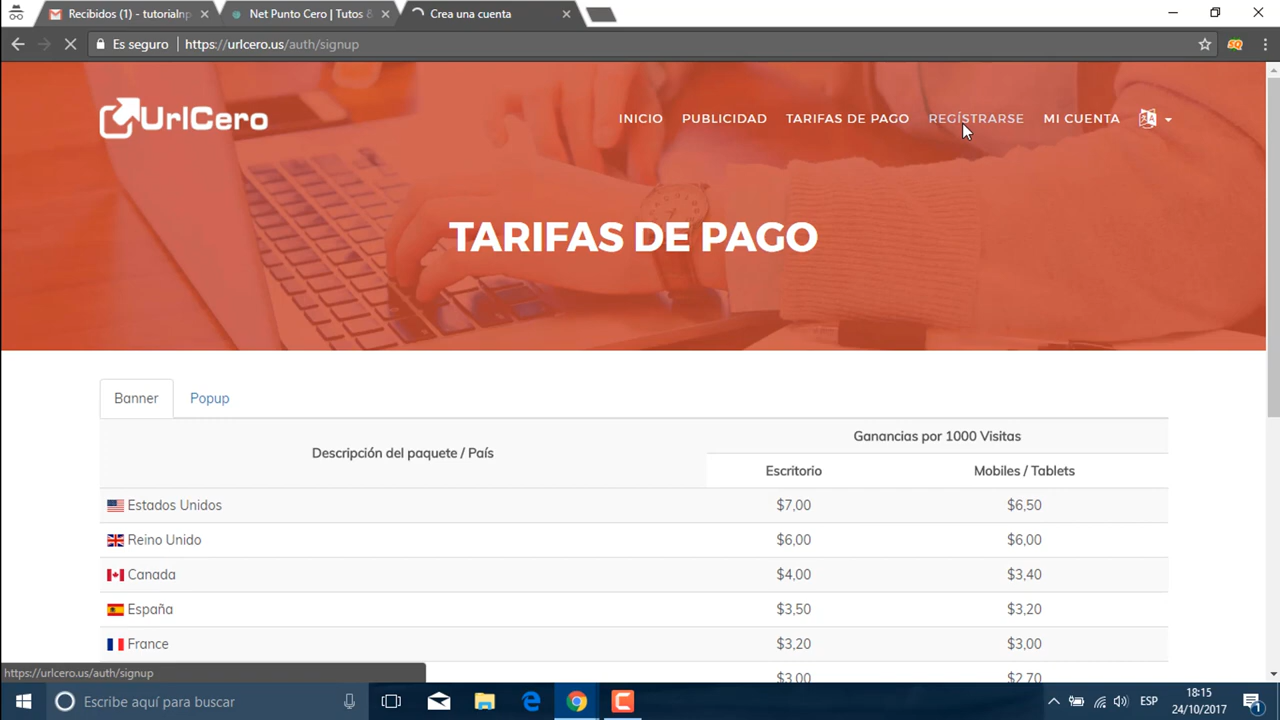 Recibidos (1) - tutorialnp
Net Punto Cero | Tutos &
Crea una cuenta
Es seguro
https://urlcero.us/auth/signup
UrlCero
INICIO
PUBLICIDAD
TARIFAS DE PAGO
REGÍSTRARSE
MI CUENTA
TARIFAS DE PAGO
Banner
Popup
Descripción del paquete / País
Ganancias por 1000 Visitas
Escritorio
Mobiles / Tablets
Estados Unidos $7,00 $6,50
Reino Unido $6,00 $6,00
Canada $4,00 $3,40
España $3,50 $3,20
France $3,20 $3,00
$3,00 $2,70
https://urlcero.us/auth/signup
Escribe aquí para buscar
ESP
18:15
24/10/2017